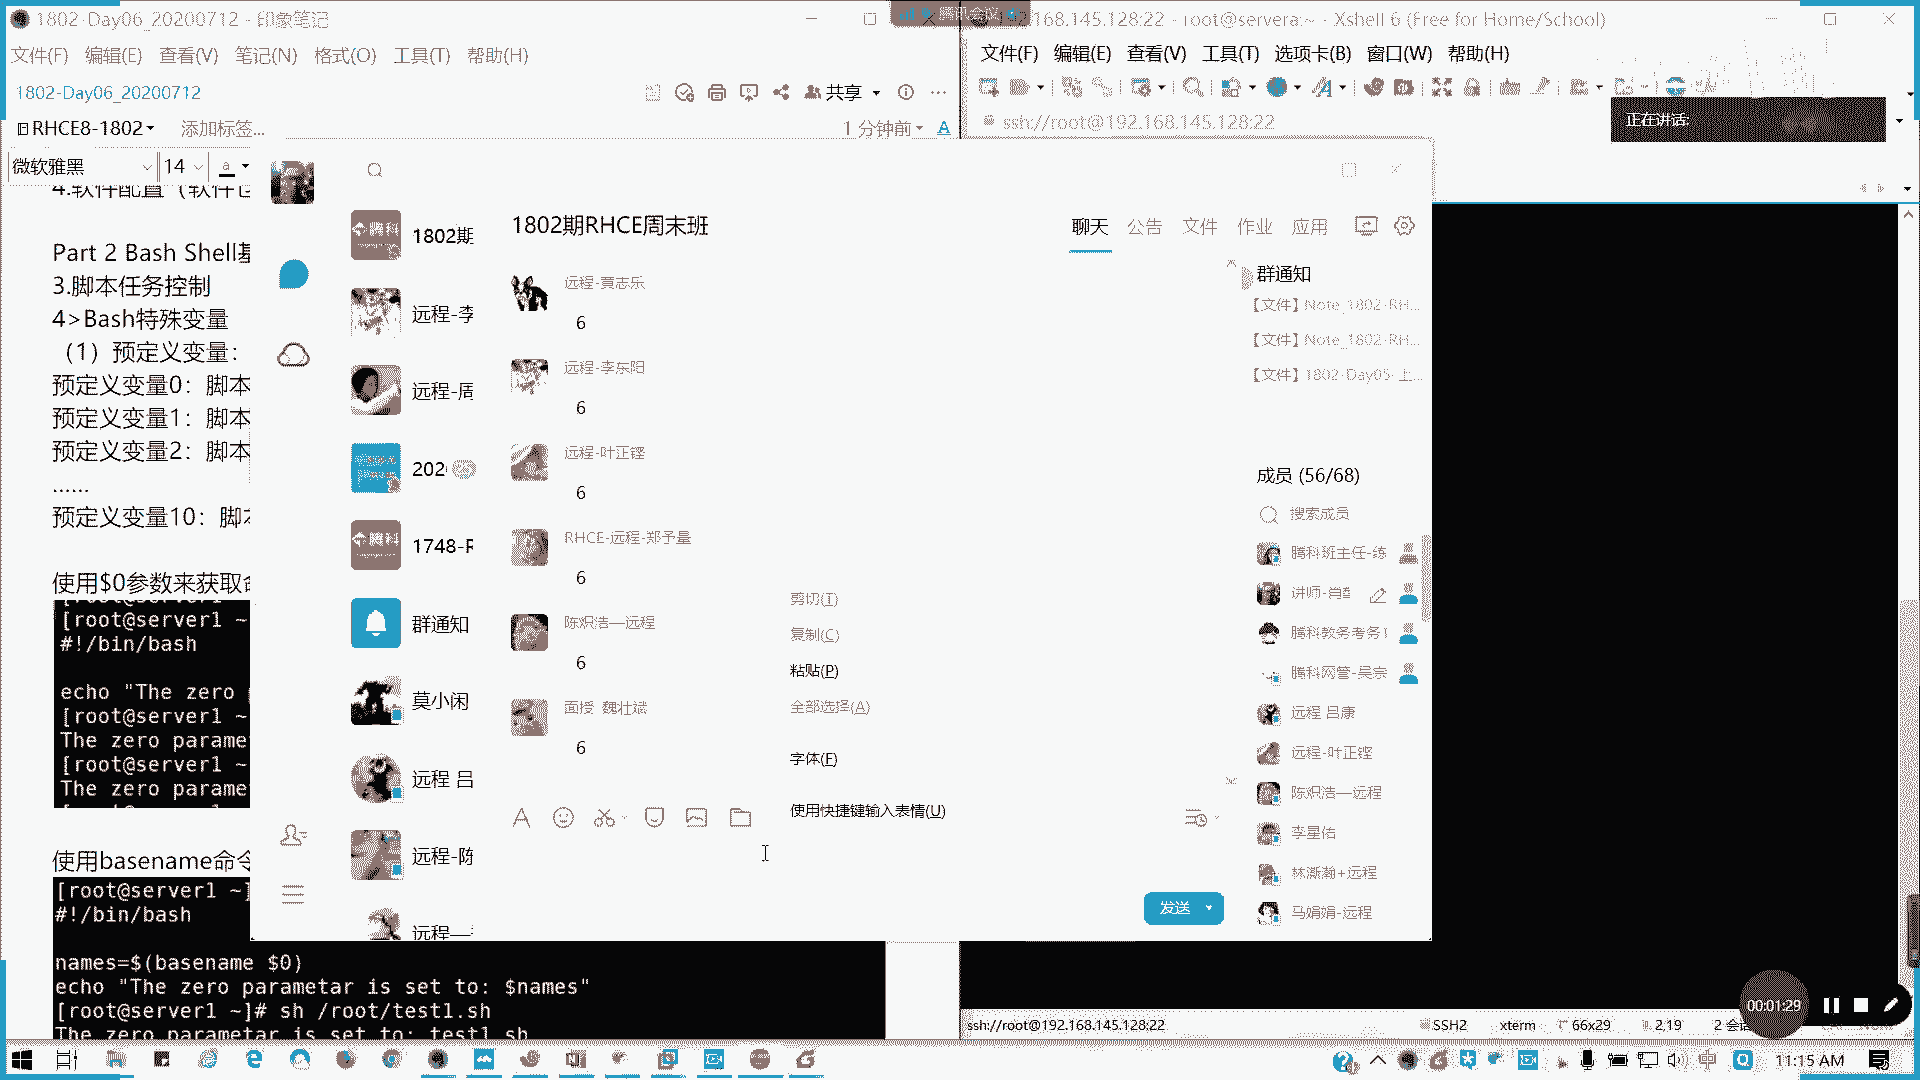 1802-Day06_20200712 - 印象笔记
文件(F) 编辑(E) 查看(V) 笔记(N) 格式(O) 工具(T) 帮助(H)
1802-Day06_20200712
共享
RHCE8-1802
添加标签...
1 分钟前
微软雅黑
14
4.软件配置（软件
Part 2 Bash Shell
3.脚本任务控制
4>Bash特殊变量
（1）预定义变量:
预定义变量0：脚本
预定义变量1：脚本
预定义变量2：脚本
......
预定义变量10：脚
使用$0参数来获取
[root@server1 ~
#!/bin/bash
echo "The zero
[root@server1 ~
The zero paramet
[root@server1 ~
The zero parame
使用basename命令
[root@server1 ~]
#!/bin/bash
names=$(basename $0)
echo "The zero parametar is set to: $names"
[root@server1 ~]# sh /root/test1.sh
The zero parametar is set to: test1.sh
腾讯会议
192.168.145.128:22 - root@servera:~ - Xshell 6 (Free for Home/School)
文件(F) 编辑(E) 查看(V) 工具(T) 选项卡(B) 窗口(W) 帮助(H)
ssh://root@192.168.145.128:22
正在讲话:
1802期
远程-李
远程-周
202
1748-R
群通知
莫小闲
远程 吕
远程-陈
远程—
1802期RHCE周末班
聊天 公告 文件 作业 应用
远程-贾志乐
6
远程-李东阳
6
远程-叶正铿
6
RHCE-远程-郑予量
6
陈炽洁—远程
6
面授 魏壮斌
6
剪切(T)
复制(C)
粘贴(P)
全部选择(A)
字体(F)
使用快捷键输入表情(U)
发送
群通知
【文件】Note_1802-RH...
【文件】Note_1802-RH...
【文件】1802-Day05-上...
成员 (56/68)
搜索成员
腾科班主任-练
讲师-肖
腾科教务考务
腾科网管-吴宗
远程 吕康
远程-叶正铿
陈炽洁—远程
李星佑
林渐瀚+远程
马娟娟-远程
00:01:29
ssh://root@192.168.145.128:22
SSH2
xterm
66x29
2,19
2 会
11:15 AM